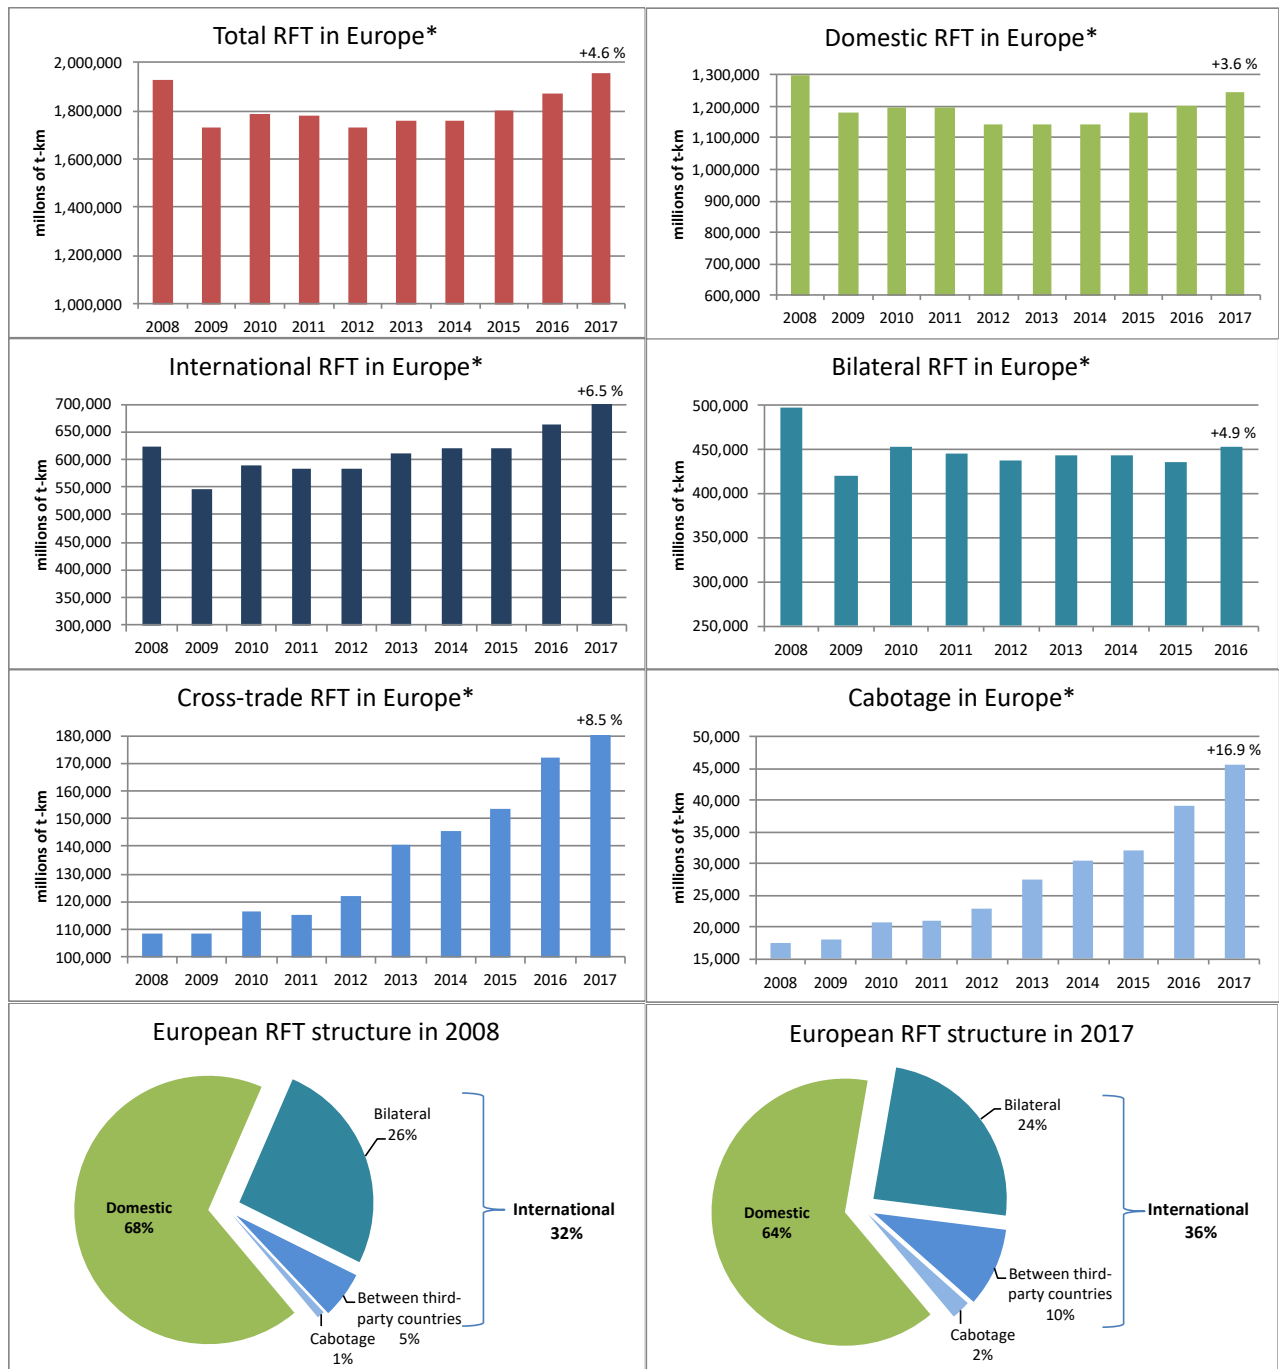 Total RFT in Europe*
+4.6 %
millons of t-km
2,000,000
1,800,000
1,600,000
1,400,000
1,200,000
1,000,000
2008 2009 2010 2011 2012 2013 2014 2015 2016 2017
Domestic RFT in Europe*
+3.6 %
millions of t-km
1,300,000
1,200,000
1,100,000
1,000,000
900,000
800,000
700,000
600,000
2008 2009 2010 2011 2012 2013 2014 2015 2016 2017
International RFT in Europe*
+6.5 %
millions of t-km
700,000
650,000
600,000
550,000
500,000
450,000
400,000
350,000
300,000
2008 2009 2010 2011 2012 2013 2014 2015 2016 2017
Bilateral RFT in Europe*
+4.9 %
millions of t-km
500,000
450,000
400,000
350,000
300,000
250,000
2008 2009 2010 2011 2012 2013 2014 2015 2016
Cross-trade RFT in Europe*
+8.5 %
millions of t-km
180,000
170,000
160,000
150,000
140,000
130,000
120,000
110,000
100,000
2008 2009 2010 2011 2012 2013 2014 2015 2016 2017
Cabotage in Europe*
+16.9 %
millions of t-km
50,000
45,000
40,000
35,000
30,000
25,000
20,000
15,000
2008 2009 2010 2011 2012 2013 2014 2015 2016 2017
European RFT structure in 2008
Bilateral
26%
Domestic
68%
International
32%
Between third-
party countries
5%
Cabotage
1%
European RFT structure in 2017
Bilateral
24%
Domestic
64%
International
36%
Between third-
party countries
10%
Cabotage
2%